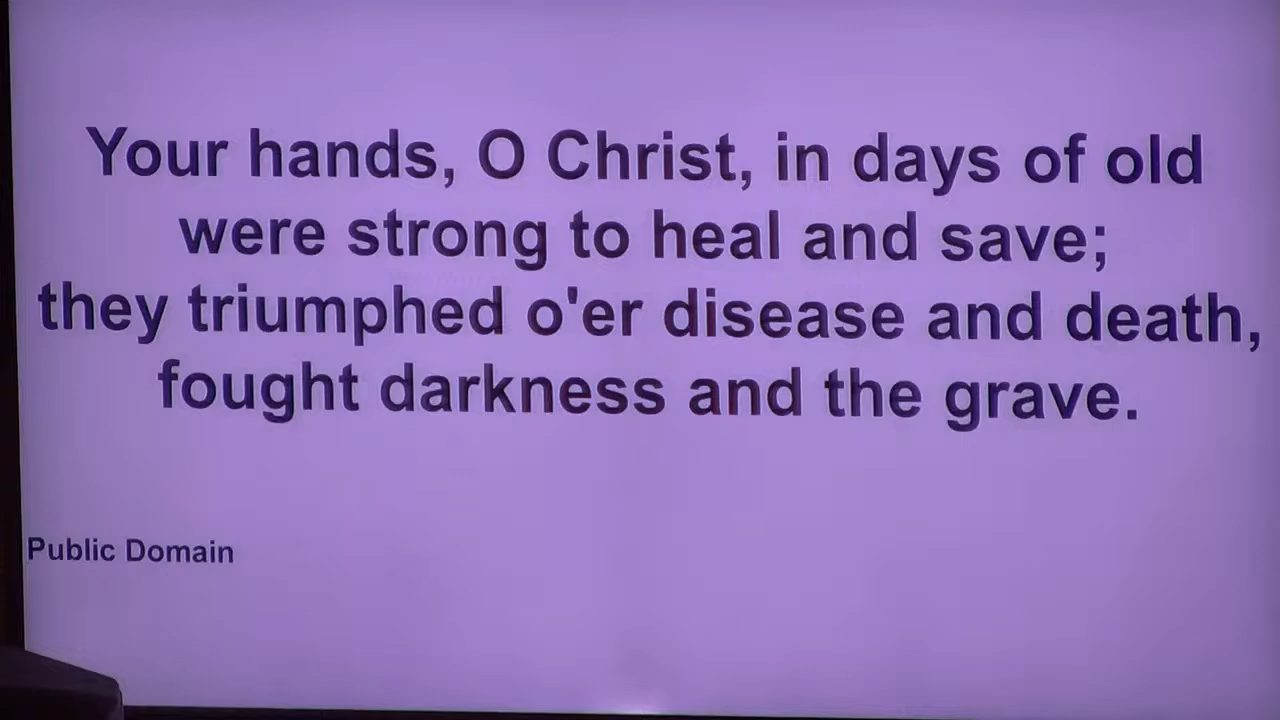 Your hands, O Christ, in days of old
were strong to heal and save;
they triumphed o'er disease and death,
fought darkness and the grave.
Public Domain